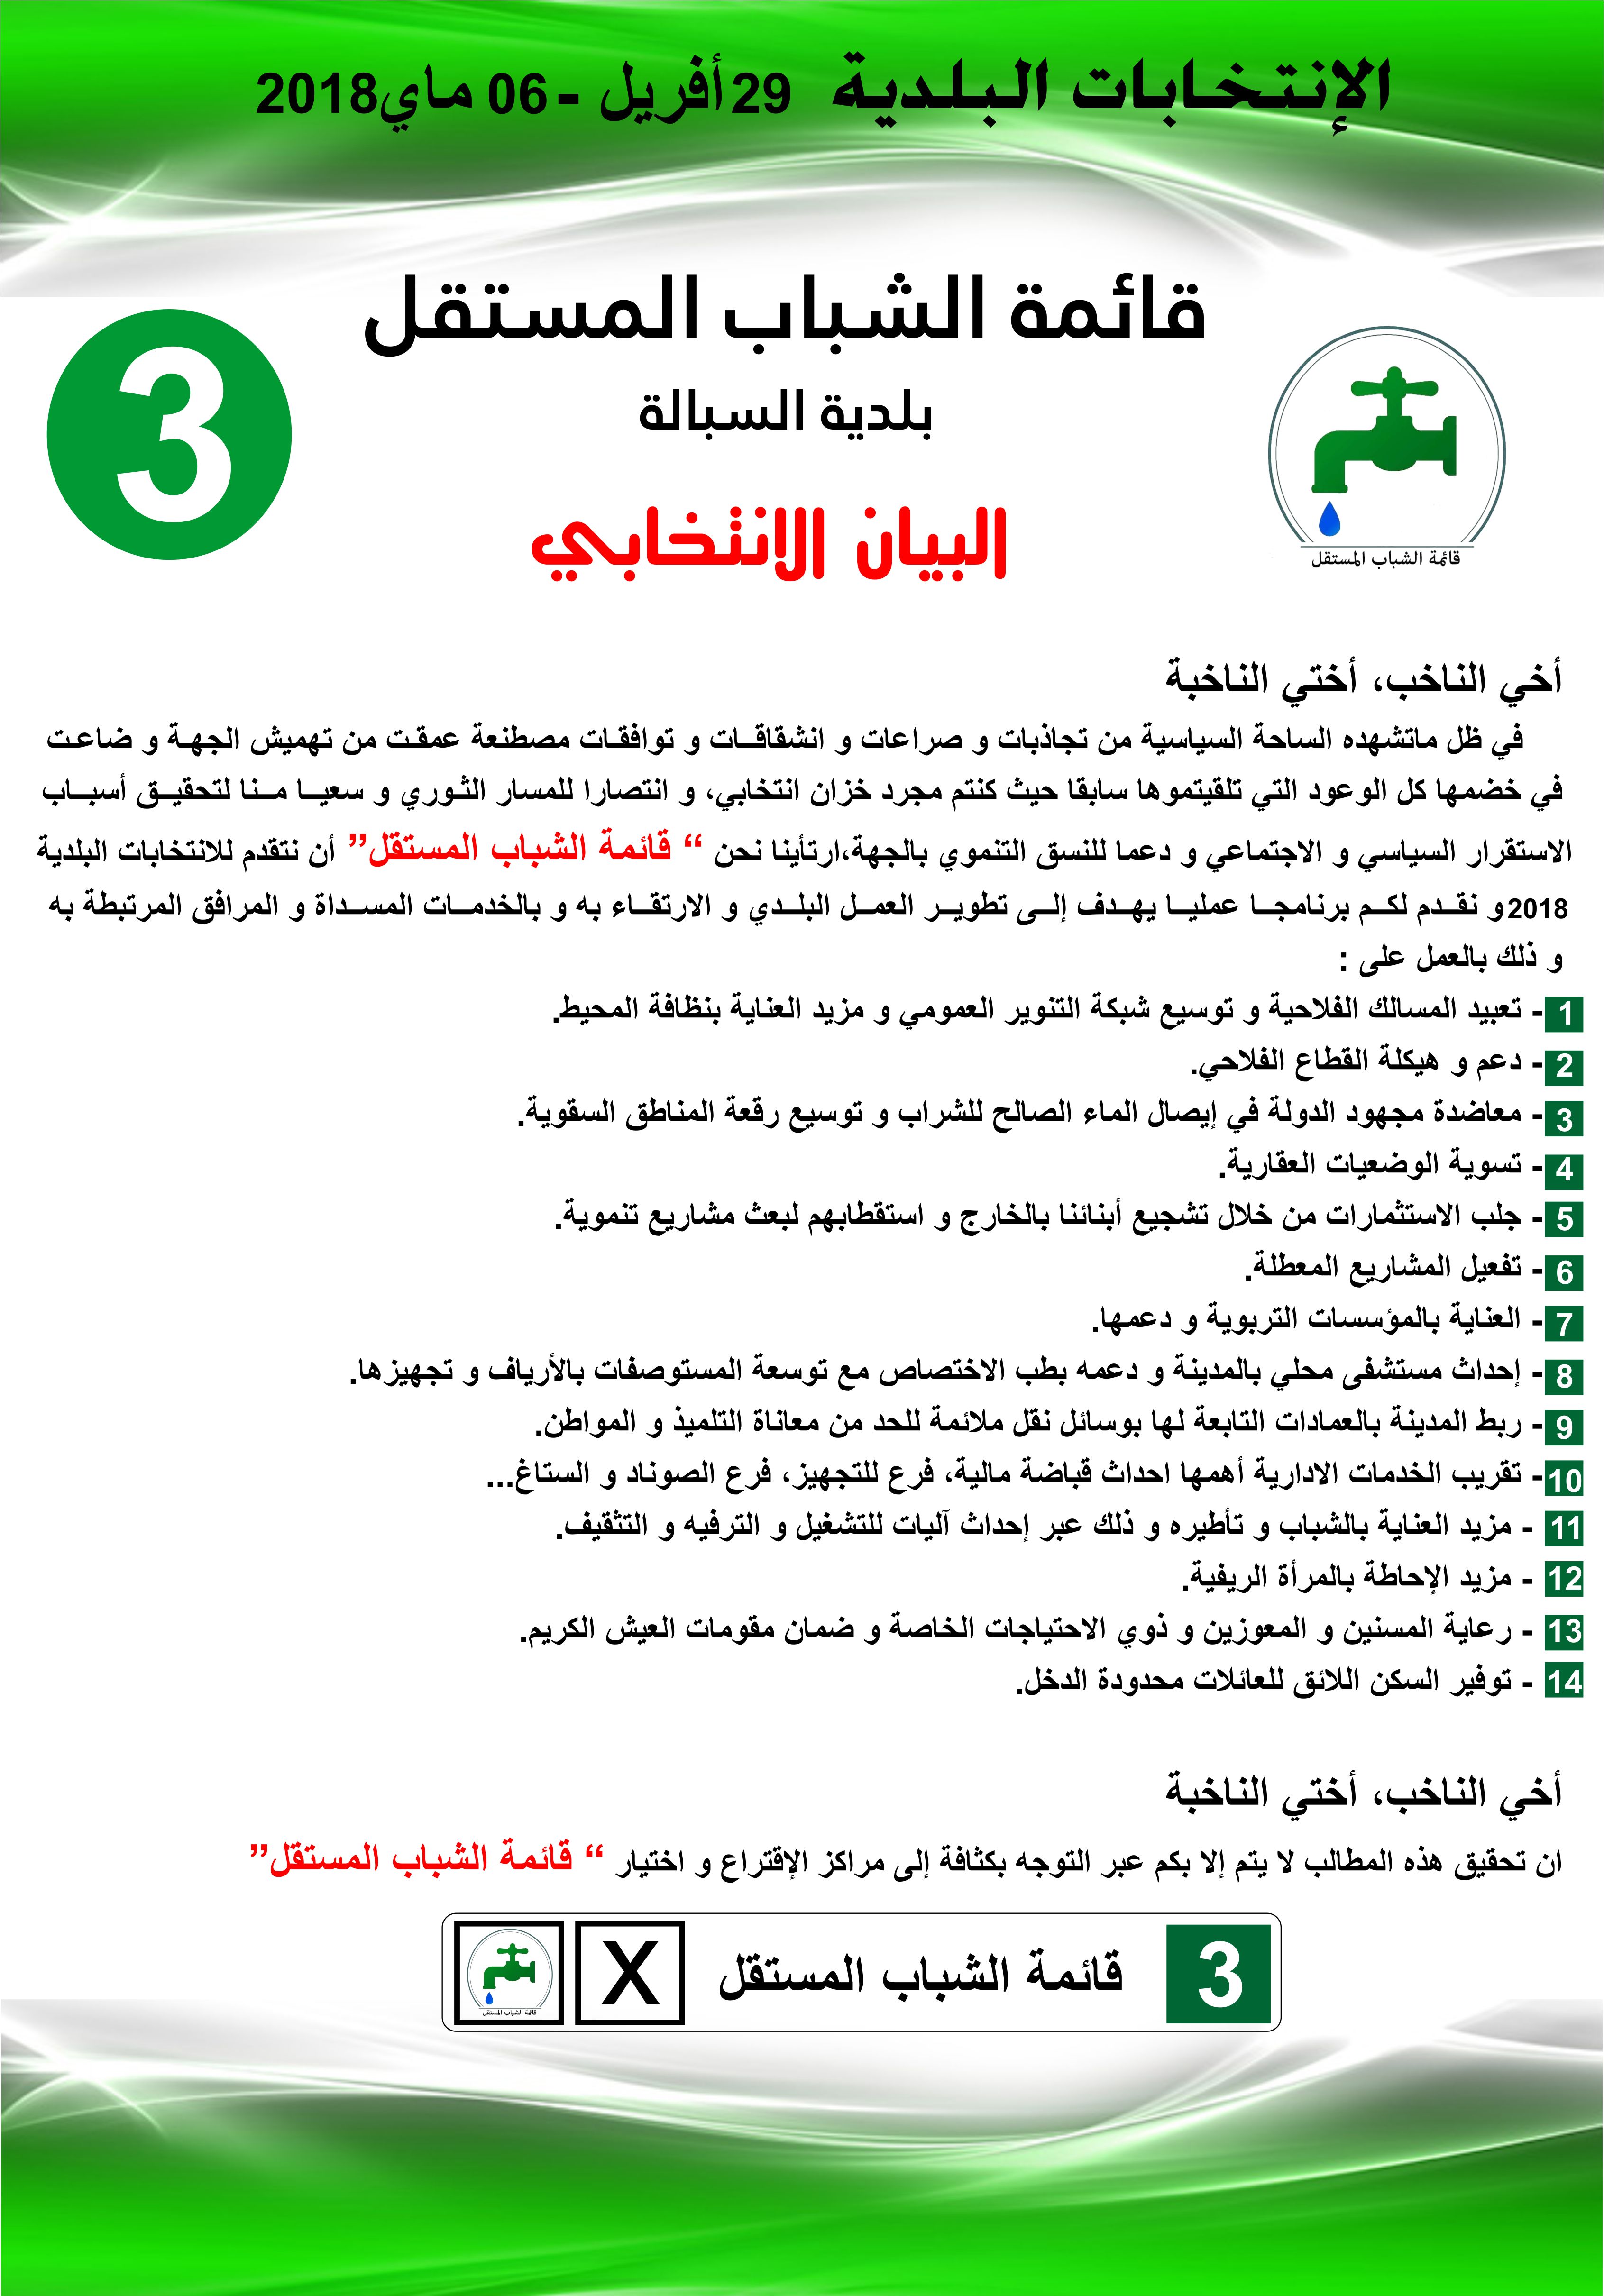 الإنتخابات البلدية 29أفريل - 06 ماي2018
قائمة الشباب المستقل
بلدية السبالة
3
قائمة الشباب المستقل
البيان الانتخابي
أخي الناخب، أختي الناخبة
في ظل ماتشهده الساحة السياسية من تجاذبات و صراعات و انشقاقات و توافقات مصطنعة عمقت من تهميش الجهة و ضاعت
في خضمها كل الوعود التي تلقيتموها سابقا حيث كنتم مجرد خزان انتخابي، و انتصارا للمسار الثوري و سعيا منا لتحقيق أسباب
الاستقرار السياسي و الاجتماعي و دعما للنسق التنموي بالجهة،ارتأينا نحن “ قائمة الشباب المستقل” أن نتقدم للانتخابات البلدية
2018و نقدم لكم برنامجا عمليا يهدف إلى تطوير العمل البلدي و الارتقاء به و بالخدمات المسداة و المرافق المرتبطة به
و ذلك بالعمل على :
1 - تعبيد المسالك الفلاحية و توسيع شبكة التنوير العمومي و مزيد العناية بنظافة المحيط.
2 - دعم و هيكلة القطاع الفلاحي.
3 - معاضدة مجهود الدولة في إيصال الماء الصالح للشراب و توسيع رقعة المناطق السقوية.
4 - تسوية الوضعيات العقارية.
5 - جلب الاستثمارات من خلال تشجيع أبنائنا بالخارج و استقطابهم لبعث مشاريع تنموية.
6 - تفعيل المشاريع المعطلة.
7 - العناية بالمؤسسات التربوية و دعمها.
8 - إحداث مستشفى محلي بالمدينة و دعمه بطب الاختصاص مع توسعة المستوصفات بالأرياف و تجهيزها.
9 - ربط المدينة بالعمادات التابعة لها بوسائل نقل ملائمة للحد من معاناة التلميذ و المواطن.
10 - تقريب الخدمات الادارية أهمها احداث قباضة مالية، فرع للتجهيز، فرع الصوناد و الستاغ...
11 - مزيد العناية بالشباب و تأطيره و ذلك عبر إحداث آليات للتشغيل و الترفيه و التثقيف.
12 - مزيد الإحاطة بالمرأة الريفية.
13 - رعاية المسنين و المعوزين و ذوي الاحتياجات الخاصة و ضمان مقومات العيش الكريم.
14 - توفير السكن اللائق للعائلات محدودة الدخل.
أخي الناخب، أختي الناخبة
ان تحقيق هذه المطالب لا يتم إلا بكم عبر التوجه بكثافة إلى مراكز الإقتراع و اختيار “ قائمة الشباب المستقل”
3 قائمة الشباب المستقل X
قائمة الشباب المستقل